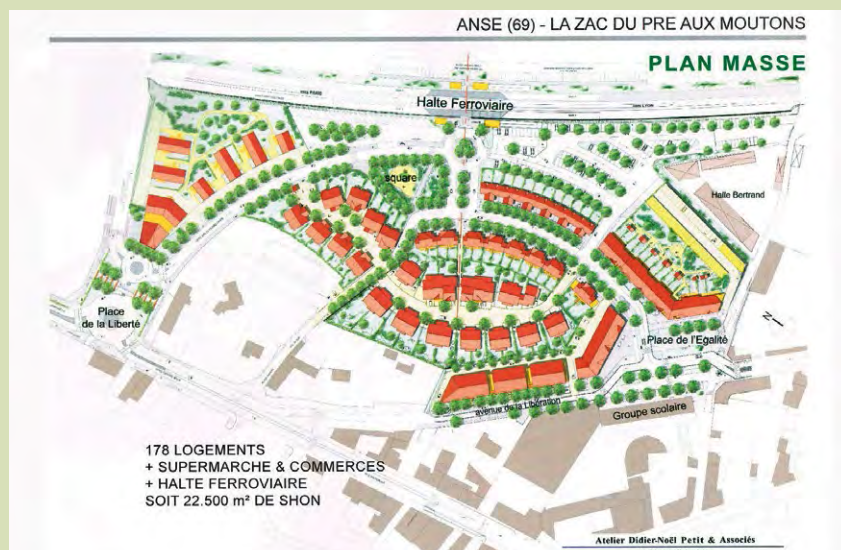 ANSE (69) - LA ZAC DU PRE AUX MOUTONS
PLAN MASSE
Halte Ferroviaire
square
Halle Bertrand
Place
de la Liberté
N
Place de l'Egalité
avenue de la Libération
Groupe scolaire
178 LOGEMENTS
+ SUPERMARCHE & COMMERCES
+ HALTE FERROVIAIRE
SOIT 22.500 m² DE SHON
Atelier Didier-Noël Petit & Associés